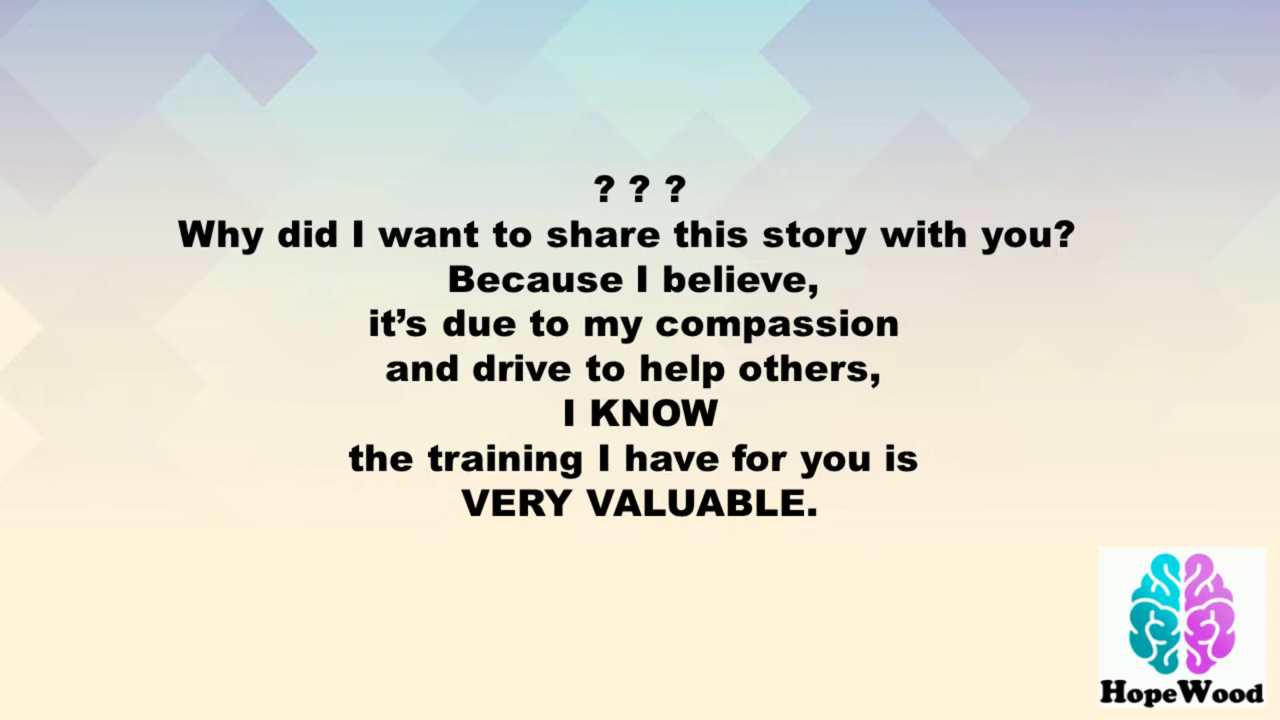 ? ? ?
Why did I want to share this story with you?
Because I believe,
it’s due to my compassion
and drive to help others,
I KNOW
the training I have for you is
VERY VALUABLE.
HopeWood